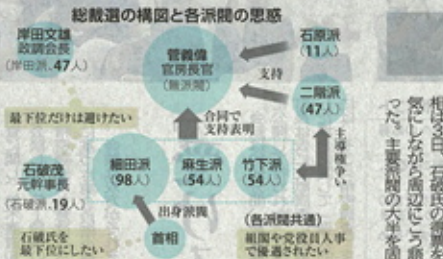 総裁選の構図と各派閥の思惑
岸田文雄
政調会長
(岸田派、47人)
菅義偉
官房長官
(無派閥)
石原派
(11人)
支持
二階派
(47人)
最下位だけは避けたい
合同で
支持表明
主導権争い
石破茂
元幹事長
(石破派、19人)
細田派
(98人)
麻生派
(54人)
竹下派
(54人)
出身派閥
首相
石破氏を
最下位にしたい
(各派閥共通)
組閣や党役員人事
で優遇されたい
気にしながら周辺にこう
った。主要派閥の大半を